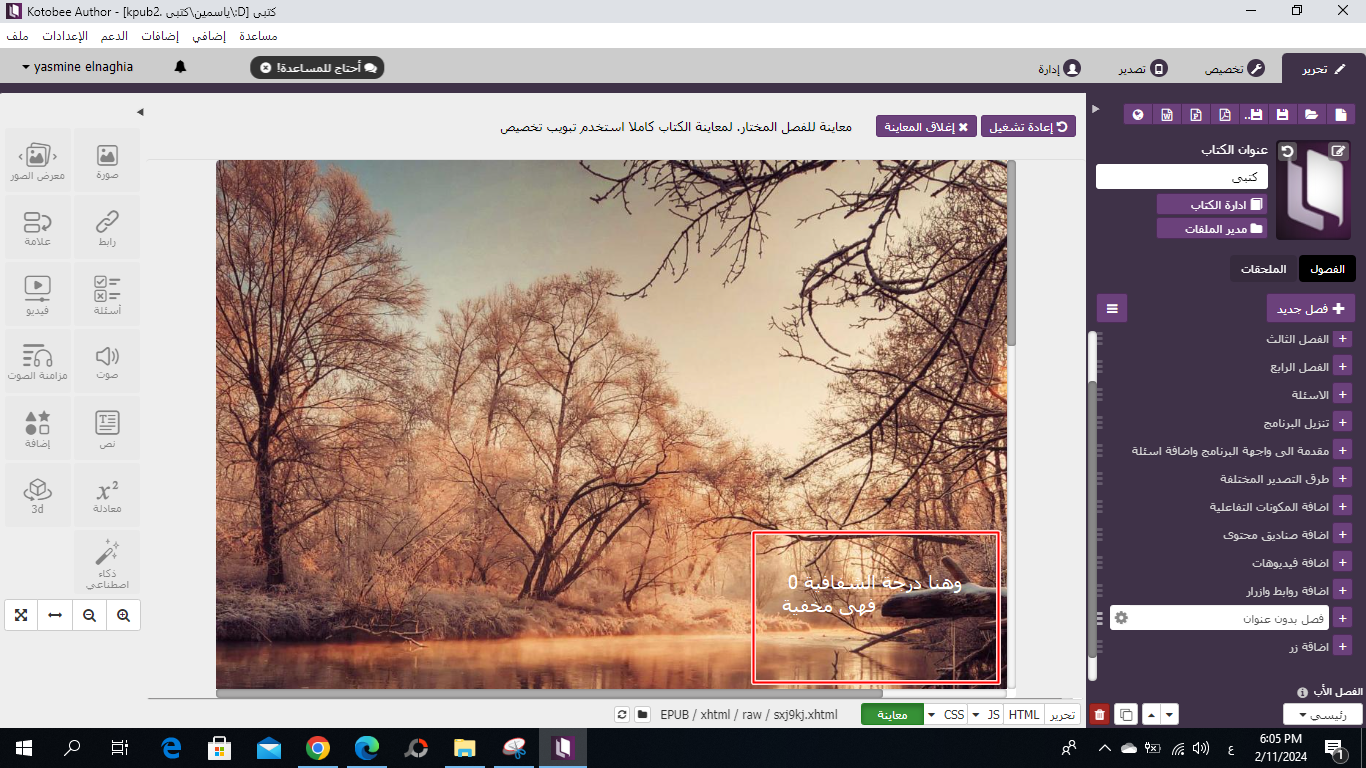 Kotobee Author - [kpub2. كتبى\ياسمين\:D] كتبى
ملف الإعدادات الدعم إضافات إضافي مساعدة
تحرير
تخصيص
تصدير
إدارة
أحتاج للمساعدة!
yasmine elnaghia
إعادة تشغيل
إغلاق المعاينة
معاينة للفصل المختار. لمعاينة الكتاب كاملا استخدم تبويب تخصيص
عنوان الكتاب
كتبى
ادارة الكتاب
مدير الملفات
الفصول
الملحقات
فصل جديد
الفصل الثالث
الفصل الرابع
الاسئلة
تنزيل البرنامج
مقدمة الى واجهة البرنامج واضافة اسئلة
طرق التصدير المختلفة
اضافة المكونات التفاعلية
اضافة صناديق محتوى
اضافة فيديوهات
اضافة روابط وازرار
فصل بدون عنوان
اضافة زر
الفصل الأب
رئيسي
صورة
معرض الصور
رابط
علامة
أسئلة
فيديو
صوت
مزامنة الصوت
نص
إضافة
معادلة
3d
ذكاء
اصطناعي
وهنا درجة الشفافية 0
فهى مخفية
تحرير
HTML
JS
CSS
معاينة
EPUB / xhtml / raw / sxj9kj.xhtml
ع
6:05 PM
2/11/2024
1